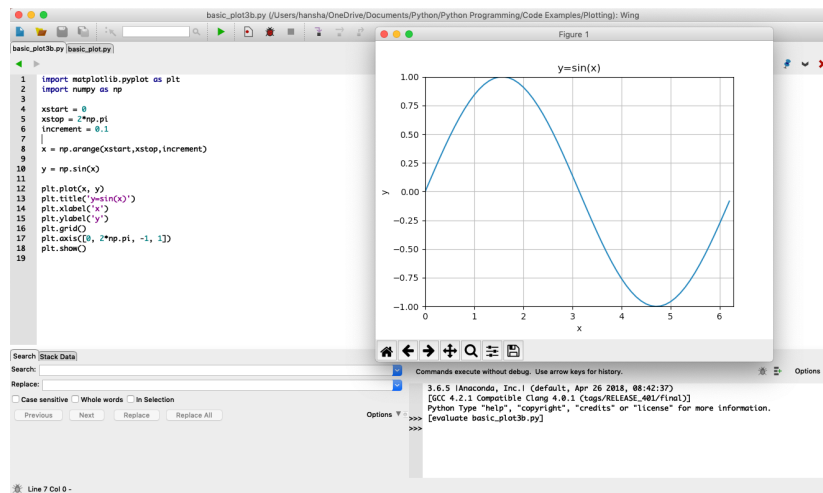 basic_plot3b.py (/Users/hansha/OneDrive/Documents/Python/Python Programming/Code Examples/Plotting): Wing
basic_plot3b.py basic_plot.py
1 import matplotlib.pyplot as plt
2 import numpy as np
3
4 xstart = 0
5 xstop = 2*np.pi
6 increment = 0.1
7
8 x = np.arange(xstart,xstop,increment)
9
10 y = np.sin(x)
11
12 plt.plot(x, y)
13 plt.title('y=sin(x)')
14 plt.xlabel('x')
15 plt.ylabel('y')
16 plt.grid()
17 plt.axis([0, 2*np.pi, -1, 1])
18 plt.show()
19
Figure 1
y=sin(x)
1.00
0.75
0.50
0.25
0.00
−0.25
−0.50
−0.75
−1.00
y
0 1 2 3 4 5 6
x
Search Stack Data
Search:
Replace:
Case sensitive Whole words In Selection
Previous Next Replace Replace All
Options
Commands execute without debug. Use arrow keys for history.
Options
3.6.5 |Anaconda, Inc.| (default, Apr 26 2018, 08:42:37)
[GCC 4.2.1 Compatible Clang 4.0.1 (tags/RELEASE_401/final)]
Python Type "help", "copyright", "credits" or "license" for more information.
>>> [evaluate basic_plot3b.py]
>>>
Line 7 Col 0 -